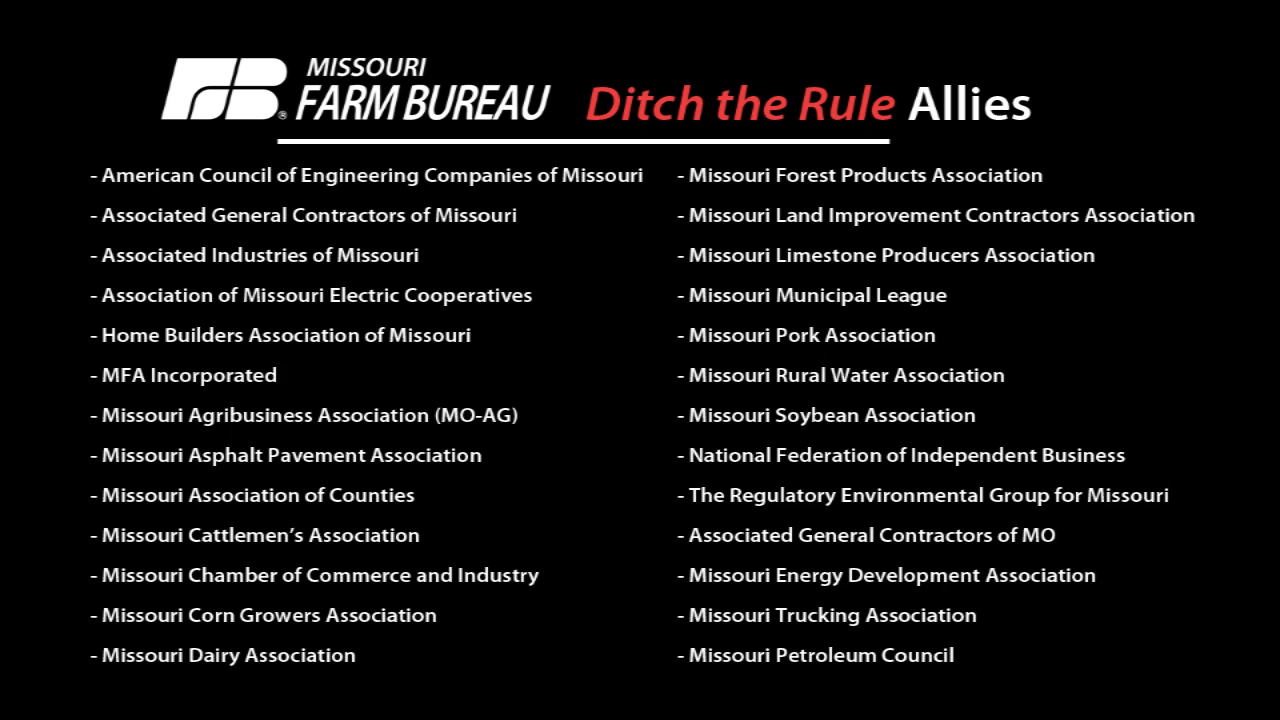 MISSOURI
FARM BUREAU Ditch the Rule Allies
- American Council of Engineering Companies of Missouri
- Associated General Contractors of Missouri
- Associated Industries of Missouri
- Association of Missouri Electric Cooperatives
- Home Builders Association of Missouri
- MFA Incorporated
- Missouri Agribusiness Association (MO-AG)
- Missouri Asphalt Pavement Association
- Missouri Association of Counties
- Missouri Cattlemen’s Association
- Missouri Chamber of Commerce and Industry
- Missouri Corn Growers Association
- Missouri Dairy Association
- Missouri Forest Products Association
- Missouri Land Improvement Contractors Association
- Missouri Limestone Producers Association
- Missouri Municipal League
- Missouri Pork Association
- Missouri Rural Water Association
- Missouri Soybean Association
- National Federation of Independent Business
- The Regulatory Environmental Group for Missouri
- Associated General Contractors of MO
- Missouri Energy Development Association
- Missouri Trucking Association
- Missouri Petroleum Council